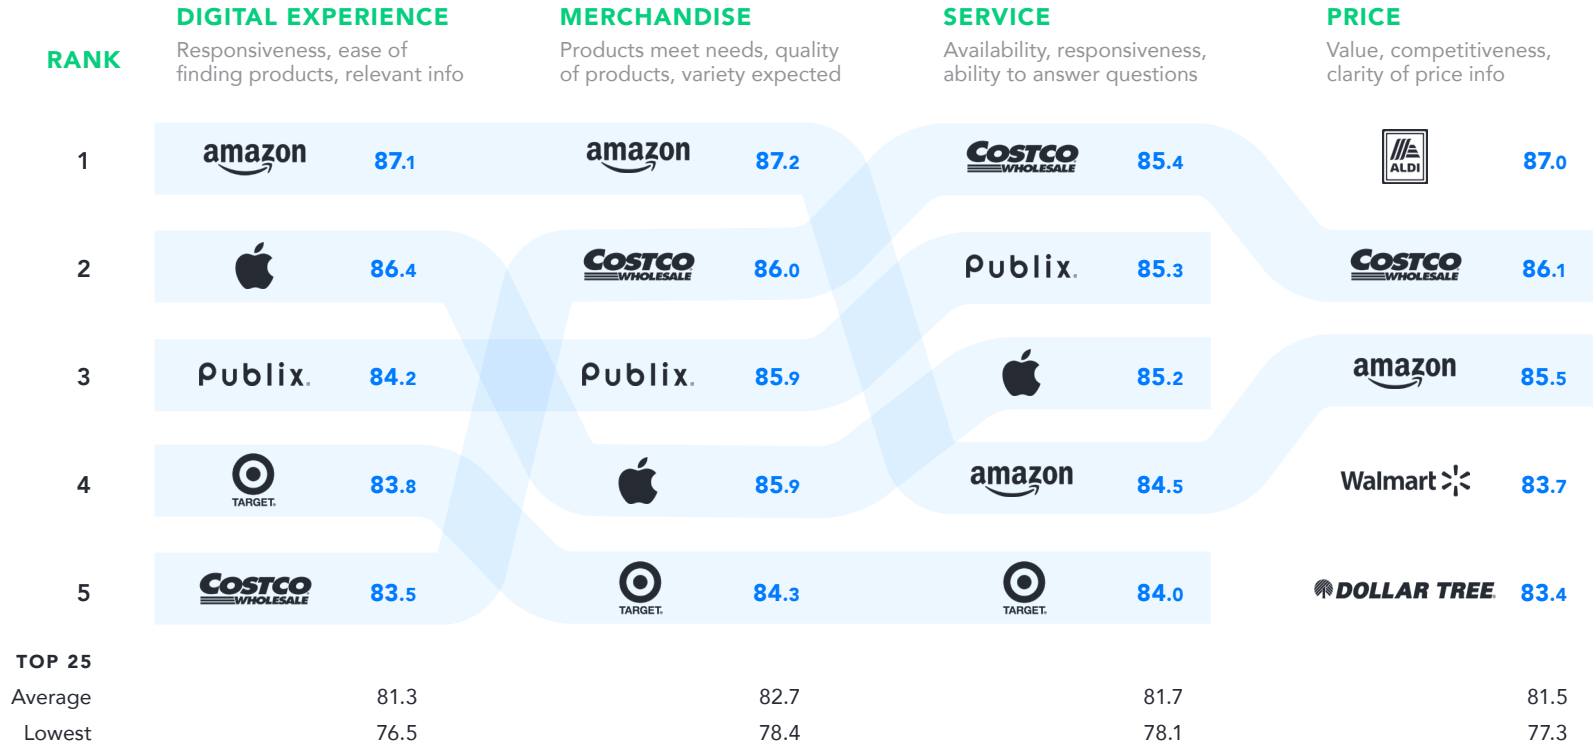 DIGITAL EXPERIENCE MERCHANDISE SERVICE PRICE
RANK
Responsiveness, ease of
finding products, relevant info
Products meet needs, quality
of products, variety expected
Availability, responsiveness,
ability to answer questions
Value, competitiveness,
clarity of price info
1 amazon 87.1 amazon 87.2 COSTCO WHOLESALE 85.4 ALDI 87.0
2 86.4 COSTCO WHOLESALE 86.0 Publix. 85.3 COSTCO WHOLESALE 86.1
3 Publix. 84.2 Publix. 85.9 85.2 amazon 85.5
4 TARGET. 83.8 85.9 amazon 84.5 Walmart 83.7
5 COSTCO WHOLESALE 83.5 TARGET. 84.3 TARGET. 84.0 DOLLAR TREE. 83.4
TOP 25
Average 81.3 82.7 81.7 81.5
Lowest 76.5 78.4 78.1 77.3